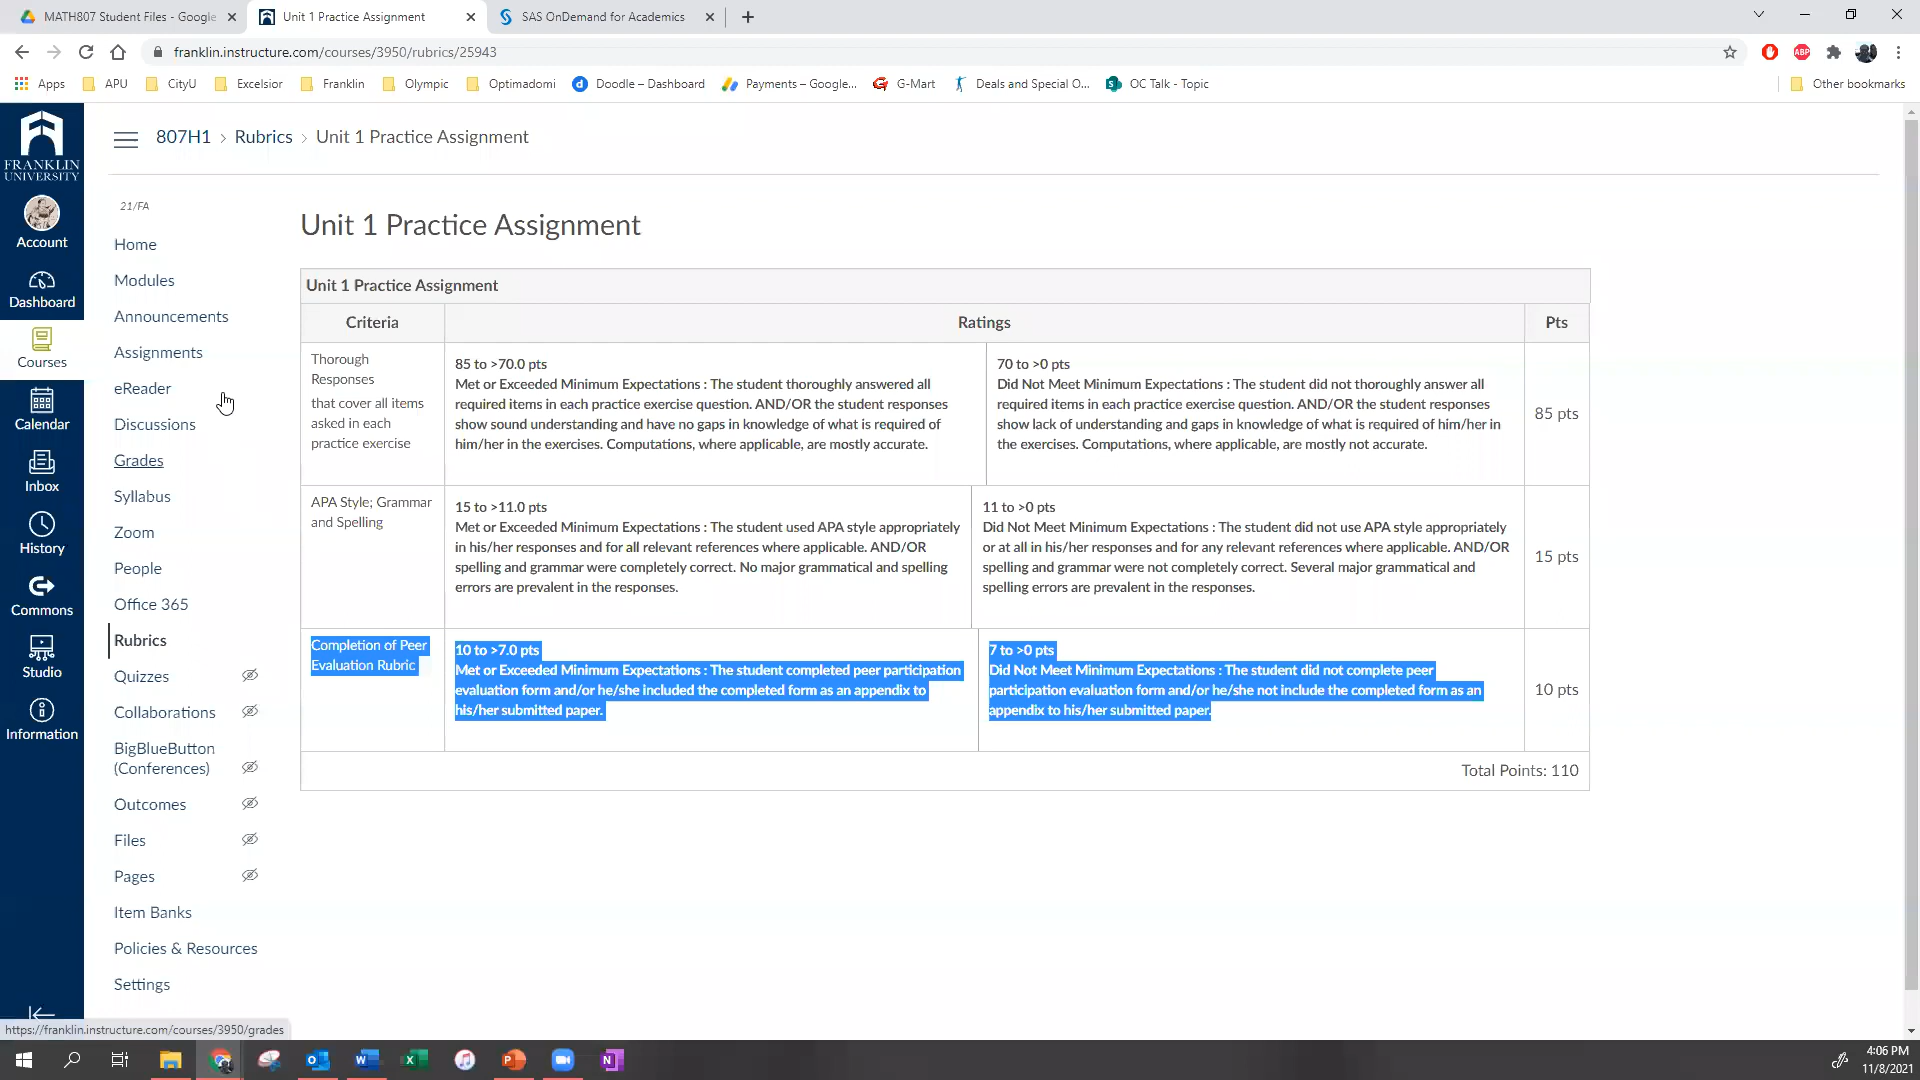 MATH807 Student Files - Google
Unit 1 Practice Assignment
SAS OnDemand for Academics
franklin.instructure.com/courses/3950/rubrics/25943
ABP
Apps
APU
CityU
Excelsior
Franklin
Olympic
Optimadomi
Doodle – Dashboard
Payments – Google...
G-Mart
Deals and Special O...
OC Talk - Topic
Other bookmarks
FRANKLIN
UNIVERSITY
Account
Dashboard
Courses
Calendar
Inbox
History
Commons
Studio
Information
807H1 › Rubrics › Unit 1 Practice Assignment
21/FA
Home
Modules
Announcements
Assignments
eReader
Discussions
Grades
Syllabus
Zoom
People
Office 365
Rubrics
Quizzes
Collaborations
BigBlueButton
(Conferences)
Outcomes
Files
Pages
Item Banks
Policies & Resources
Settings
Unit 1 Practice Assignment
Unit 1 Practice Assignment
Criteria
Ratings
Pts
Thorough
Responses
that cover all items
asked in each
practice exercise
85 to >70.0 pts
Met or Exceeded Minimum Expectations : The student thoroughly answered all
required items in each practice exercise question. AND/OR the student responses
show sound understanding and have no gaps in knowledge of what is required of
him/her in the exercises. Computations, where applicable, are mostly accurate.
70 to >0 pts
Did Not Meet Minimum Expectations : The student did not thoroughly answer all
required items in each practice exercise question. AND/OR the student responses
show lack of understanding and gaps in knowledge of what is required of him/her in
the exercises. Computations, where applicable, are mostly not accurate.
85 pts
APA Style; Grammar
and Spelling
15 to >11.0 pts
Met or Exceeded Minimum Expectations : The student used APA style appropriately
in his/her responses and for all relevant references where applicable. AND/OR
spelling and grammar were completely correct. No major grammatical and spelling
errors are prevalent in the responses.
11 to >0 pts
Did Not Meet Minimum Expectations : The student did not use APA style appropriately
or at all in his/her responses and for any relevant references where applicable. AND/OR
spelling and grammar were not completely correct. Several major grammatical and
spelling errors are prevalent in the responses.
15 pts
Completion of Peer
Evaluation Rubric
10 to >7.0 pts
Met or Exceeded Minimum Expectations : The student completed peer participation
evaluation form and/or he/she included the completed form as an appendix to
his/her submitted paper.
7 to >0 pts
Did Not Meet Minimum Expectations : The student did not complete peer
participation evaluation form and/or he/she not include the completed form as an
appendix to his/her submitted paper.
10 pts
Total Points: 110
https://franklin.instructure.com/courses/3950/grades
4:06 PM
11/8/2021